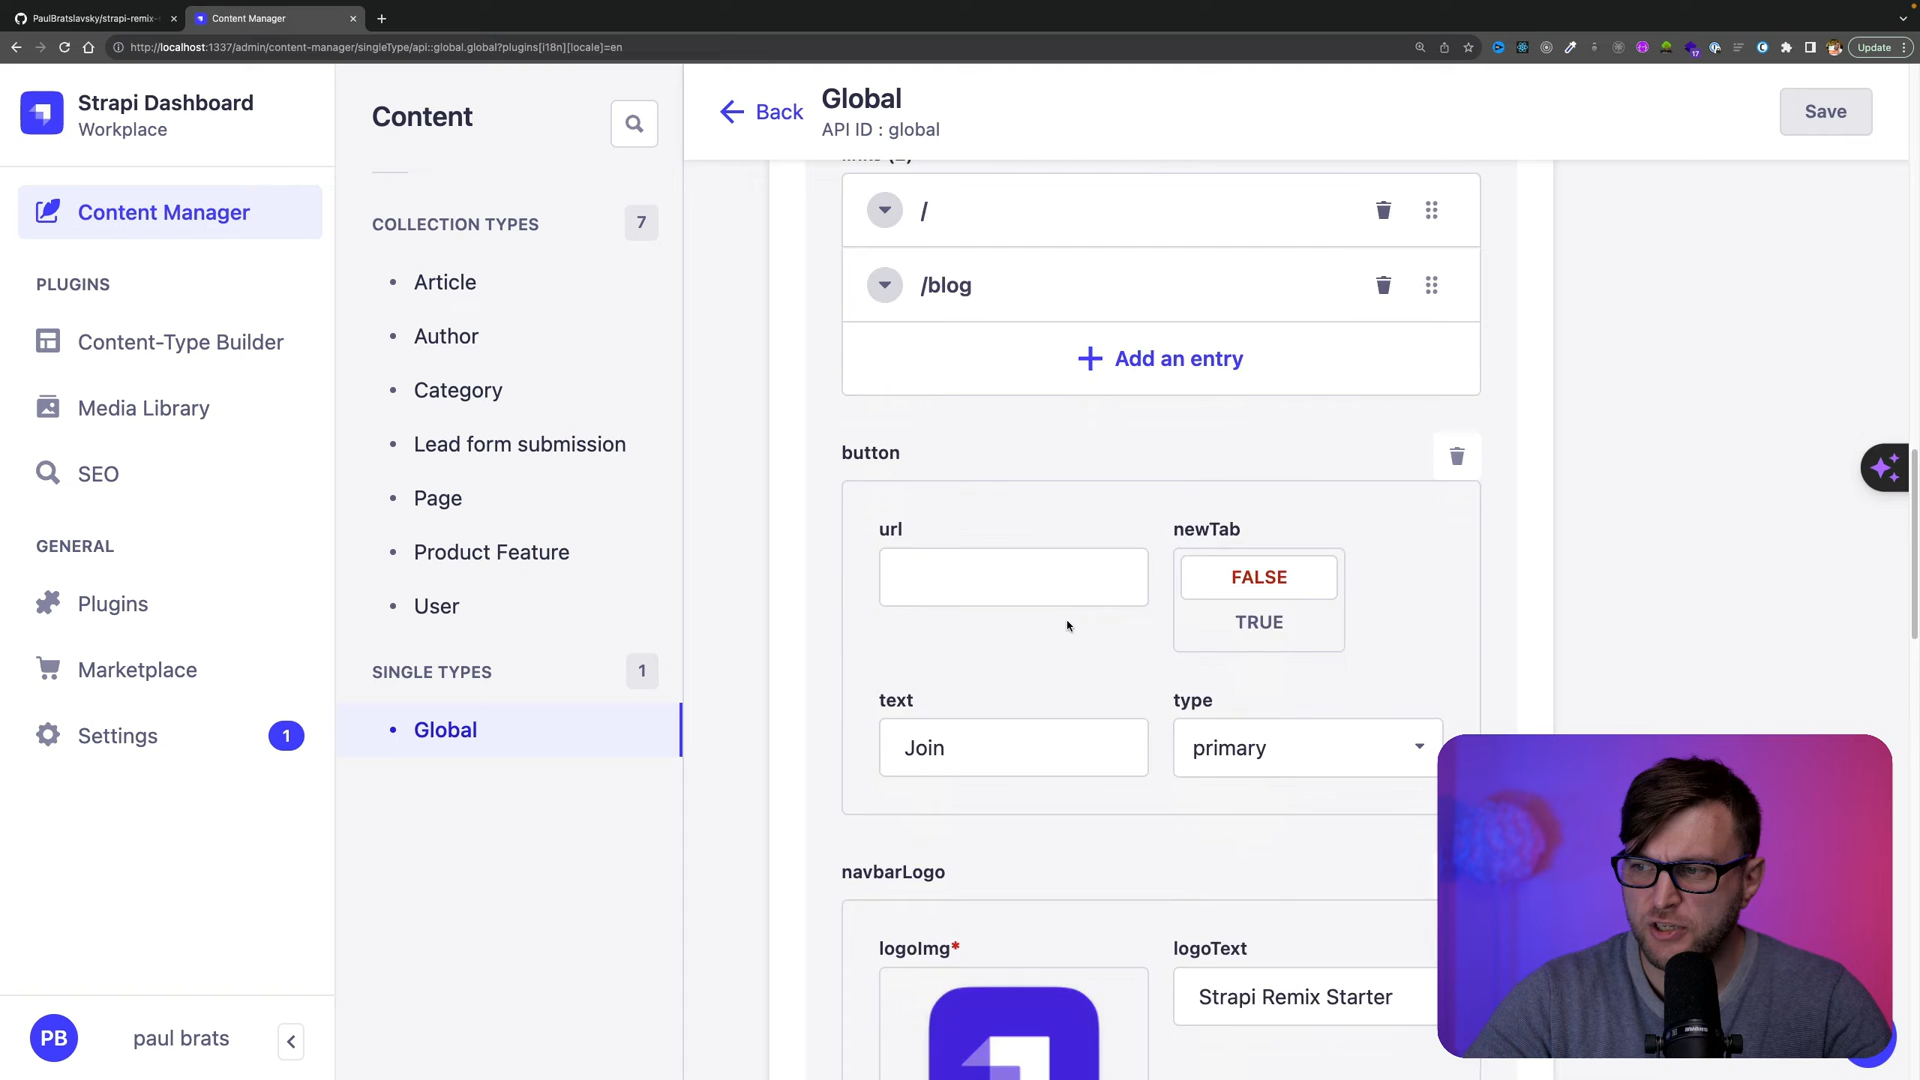 PaulBratslavsky/strapi-remix-
Content Manager
http://localhost:1337/admin/content-manager/singleType/api::global.global?plugins[i18n][locale]=en
17
Update
Strapi Dashboard
Workplace
Content Manager
PLUGINS
Content-Type Builder
Media Library
SEO
GENERAL
Plugins
Marketplace
Settings
1
PB
paul brats
Content
COLLECTION TYPES
7
Article
Author
Category
Lead form submission
Page
Product Feature
User
SINGLE TYPES
1
Global
Back
Global
API ID : global
Save
/
/blog
Add an entry
button
url
newTab
FALSE
TRUE
text
type
Join
primary
navbarLogo
logoImg*
logoText
Strapi Remix Starter